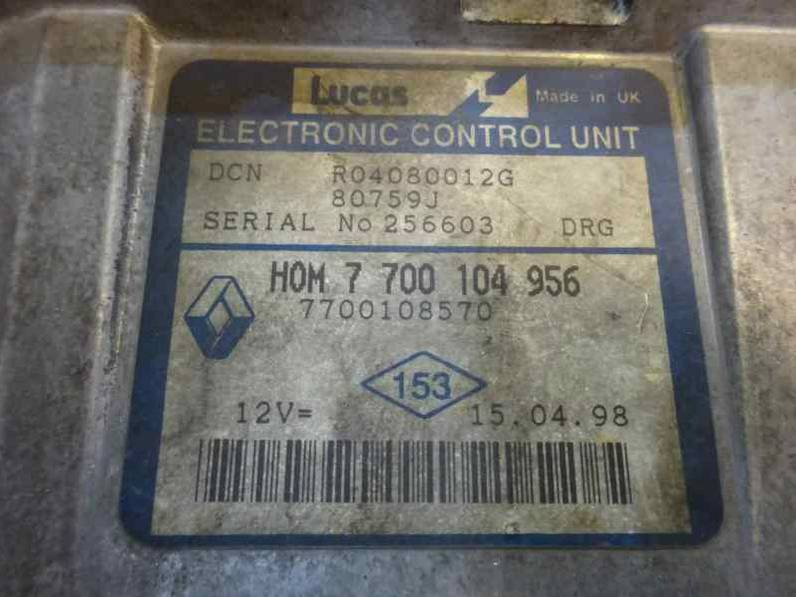 Lucas Made in UK
ELECTRONIC CONTROL UNIT
DCN R04080012G
80759J
SERIAL No 256603 DRG
HOM 7 700 104 956
7700108570
153
12V= 15.04.98